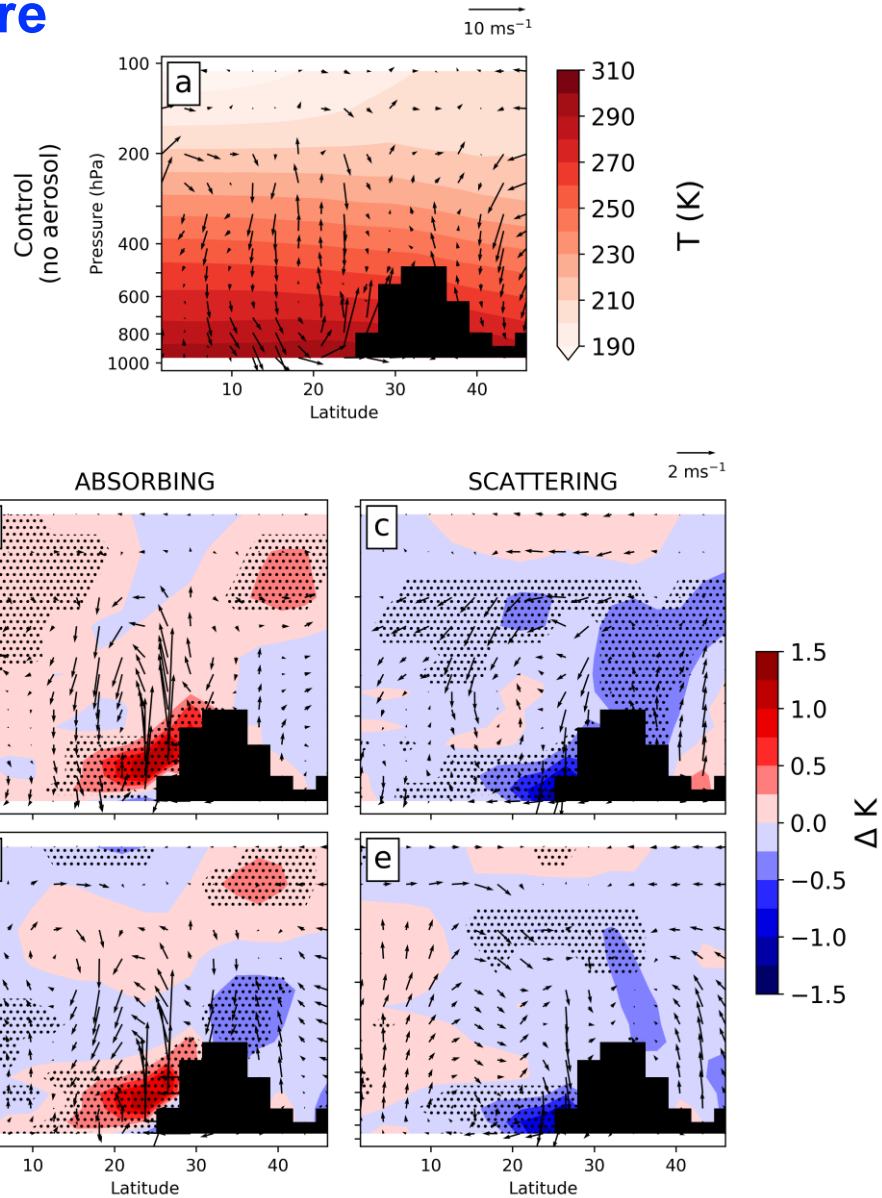 re
10 ms⁻¹
a
100
200
400
600
800
1000
Pressure (hPa)
Control
(no aerosol)
10 20 30 40
Latitude
310
290
270
250
230
210
190
T (K)
ABSORBING
SCATTERING
2 ms⁻¹
c
e
1.5
1.0
0.5
0.0
−0.5
−1.0
−1.5
Δ K
10 20 30 40
Latitude
10 20 30 40
Latitude